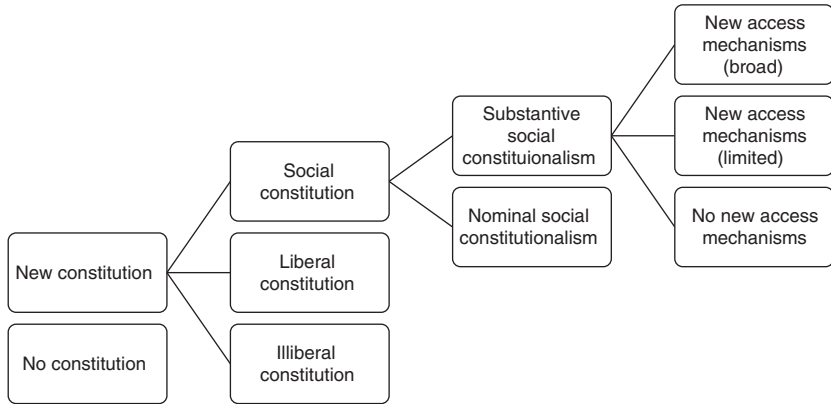 New constitution
No constitution
Social
constitution
Liberal
constitution
Illiberal
constitution
Substantive
social
constituionalism
Nominal social
constitutionalism
New access
mechanisms
(broad)
New access
mechanisms
(limited)
No new access
mechanisms